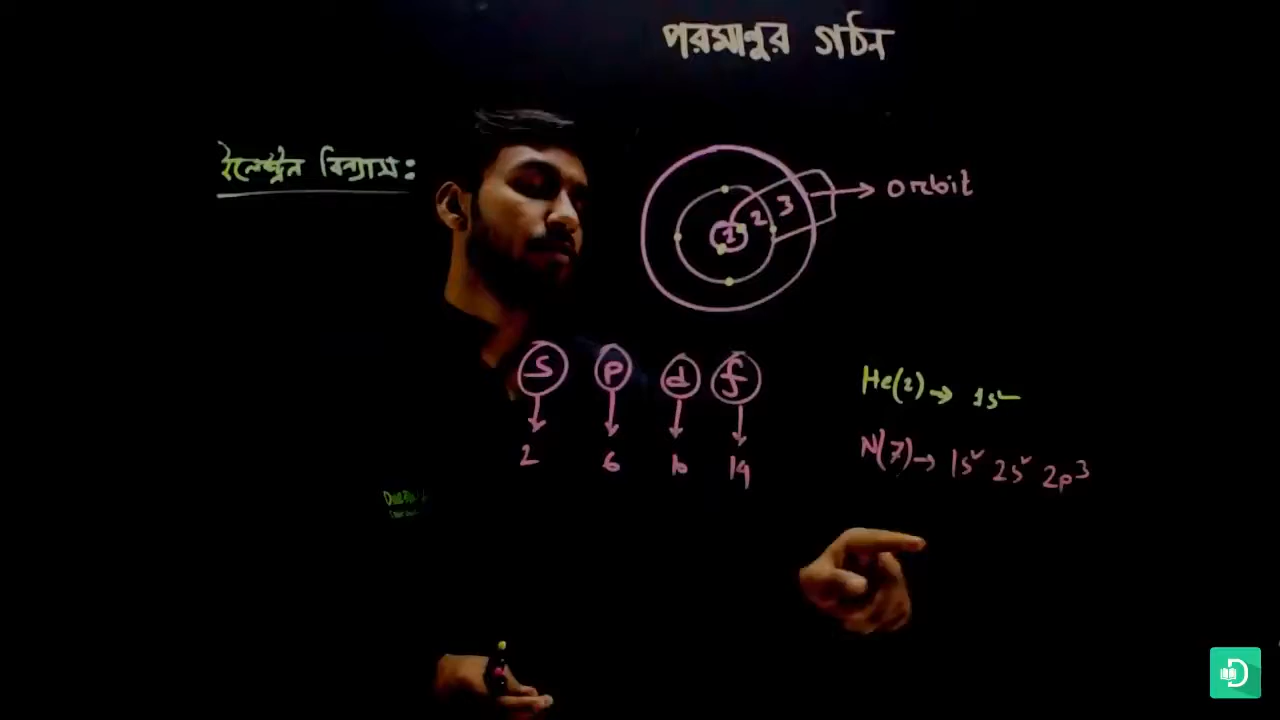 পরমানুর গঠন
ইলেক্ট্রন বিন্যাস:
1 2 3 → orbit
s p d f
2 6 10 14
He(2) → 1s²
N(7) → 1s² 2s² 2p³